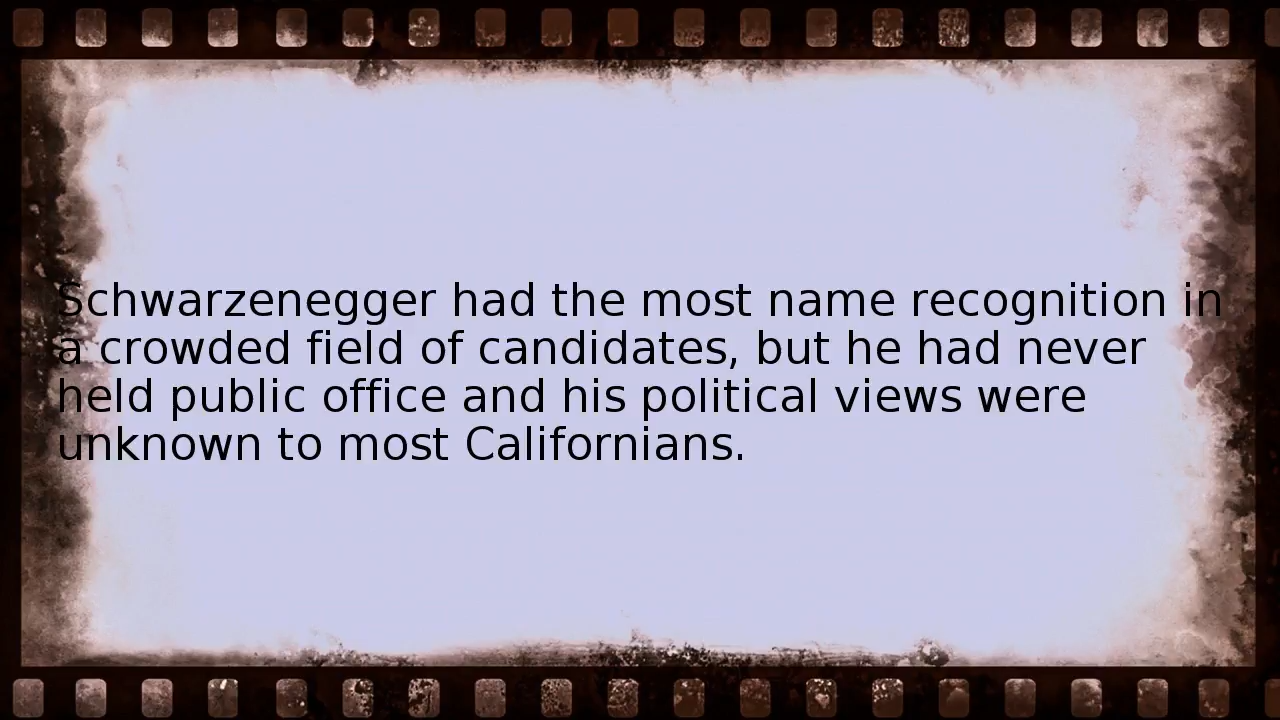 Schwarzenegger had the most name recognition in
a crowded field of candidates, but he had never
held public office and his political views were
unknown to most Californians.